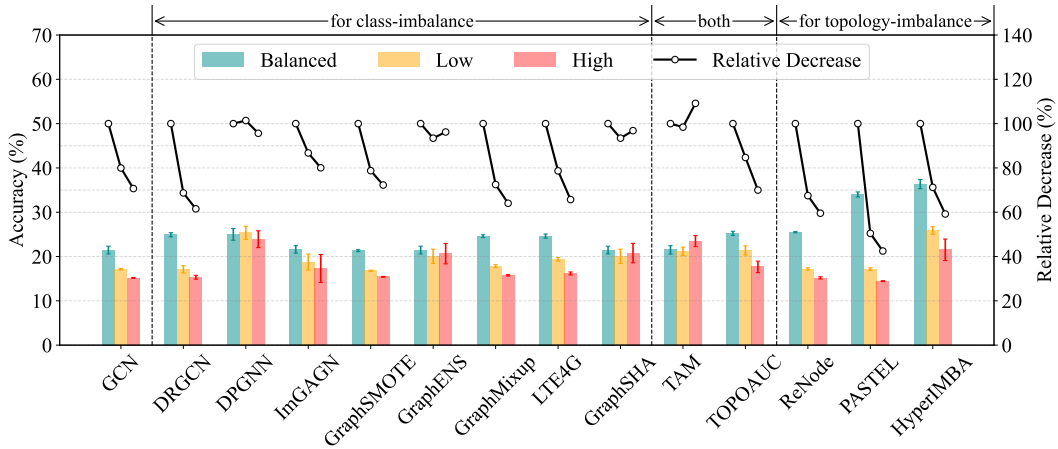 for class-imbalance both for topology-imbalance
Balanced Low High Relative Decrease
Accuracy (%)
70
60
50
40
30
20
10
0
140
120
100
80
60
40
20
0
Relative Decrease (%)
GCN
DRGCN
DPGNN
ImGAGN
GraphSMOTE
GraphENS
GraphMixup
LTE4G
GraphSHA
TAM
TOPOAUC
ReNode
PASTEL
HyperIMBA